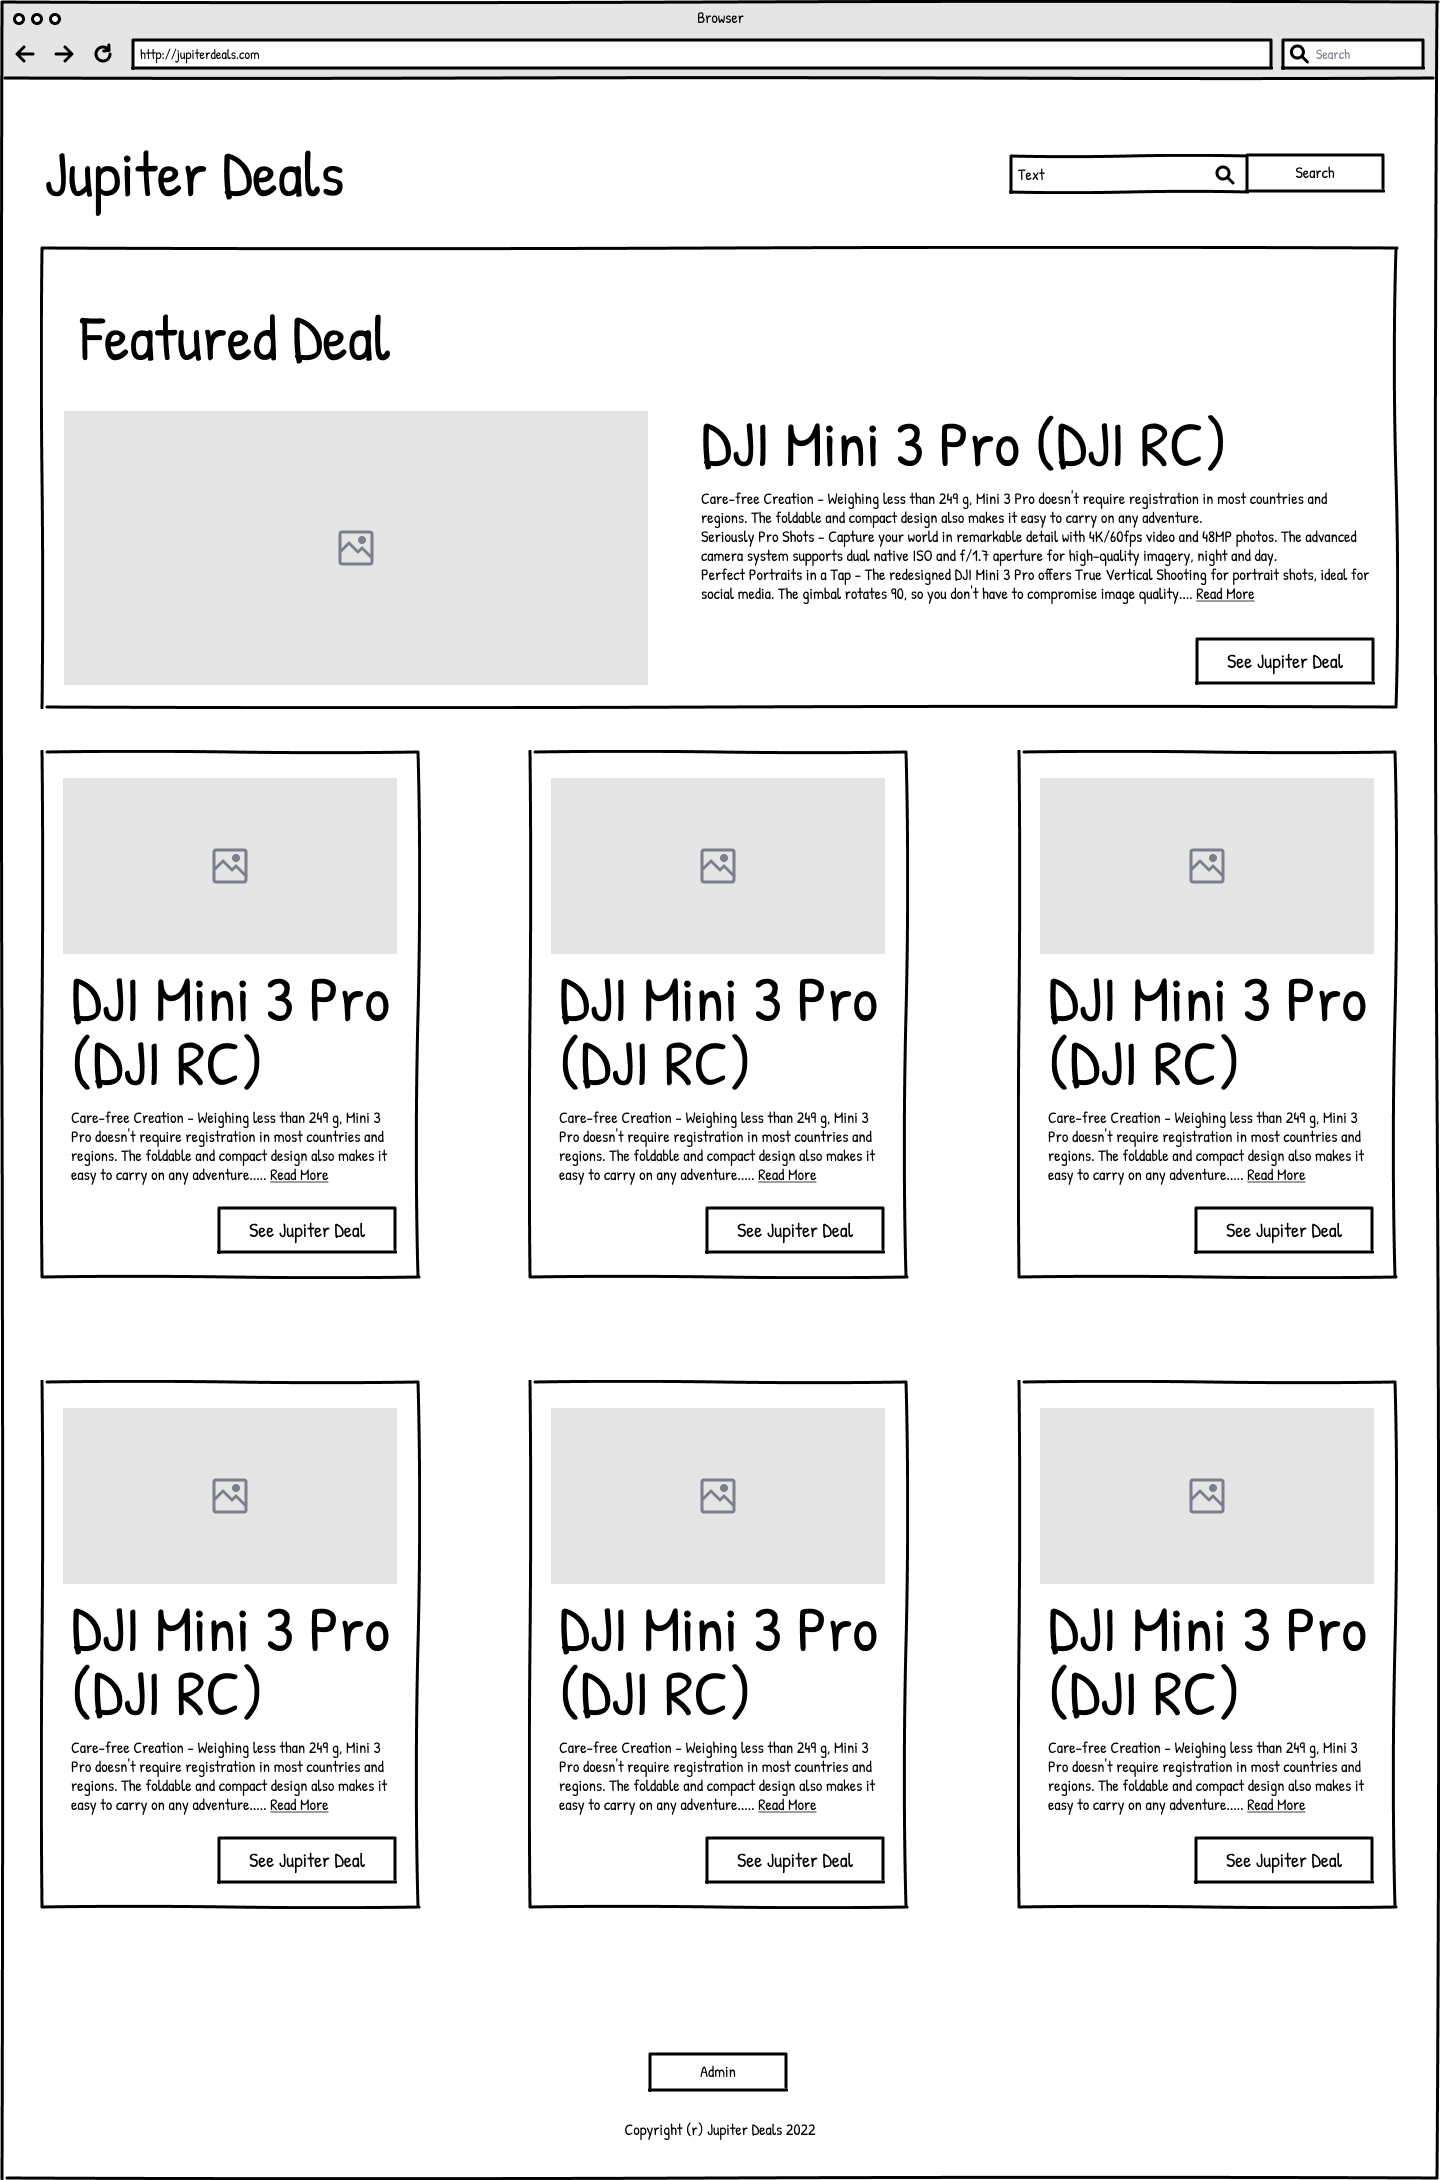 Browser
http://jupiterdeals.com
Search
Jupiter Deals
Text
Search
Featured Deal
DJI Mini 3 Pro (DJI RC)
Care-free Creation - Weighing less than 249 g, Mini 3 Pro doesn't require registration in most countries and
regions. The foldable and compact design also makes it easy to carry on any adventure.
Seriously Pro Shots - Capture your world in remarkable detail with 4K/60fps video and 48MP photos. The advanced
camera system supports dual native ISO and f/1.7 aperture for high-quality imagery, night and day.
Perfect Portraits in a Tap - The redesigned DJI Mini 3 Pro offers True Vertical Shooting for portrait shots, ideal for
social media. The gimbal rotates 90, so you don't have to compromise image quality.... Read More
See Jupiter Deal
DJI Mini 3 Pro
(DJI RC)
Care-free Creation - Weighing less than 249 g, Mini 3
Pro doesn't require registration in most countries and
regions. The foldable and compact design also makes it
easy to carry on any adventure..... Read More
See Jupiter Deal
DJI Mini 3 Pro
(DJI RC)
Care-free Creation - Weighing less than 249 g, Mini 3
Pro doesn't require registration in most countries and
regions. The foldable and compact design also makes it
easy to carry on any adventure..... Read More
See Jupiter Deal
DJI Mini 3 Pro
(DJI RC)
Care-free Creation - Weighing less than 249 g, Mini 3
Pro doesn't require registration in most countries and
regions. The foldable and compact design also makes it
easy to carry on any adventure..... Read More
See Jupiter Deal
DJI Mini 3 Pro
(DJI RC)
Care-free Creation - Weighing less than 249 g, Mini 3
Pro doesn't require registration in most countries and
regions. The foldable and compact design also makes it
easy to carry on any adventure..... Read More
See Jupiter Deal
DJI Mini 3 Pro
(DJI RC)
Care-free Creation - Weighing less than 249 g, Mini 3
Pro doesn't require registration in most countries and
regions. The foldable and compact design also makes it
easy to carry on any adventure..... Read More
See Jupiter Deal
DJI Mini 3 Pro
(DJI RC)
Care-free Creation - Weighing less than 249 g, Mini 3
Pro doesn't require registration in most countries and
regions. The foldable and compact design also makes it
easy to carry on any adventure..... Read More
See Jupiter Deal
Admin
Copyright (r) Jupiter Deals 2022